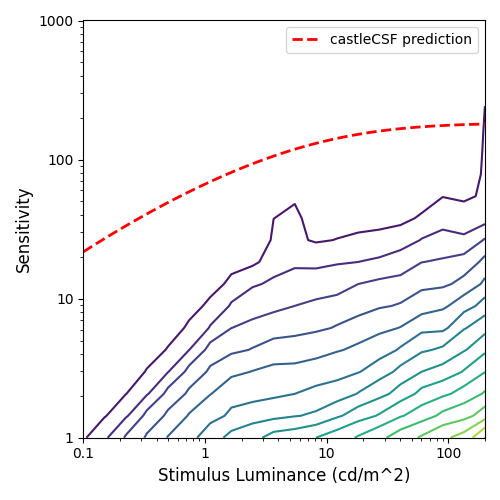 1000
castleCSF prediction
100
Sensitivity
10
1
0.1 1 10 100
Stimulus Luminance (cd/m^2)